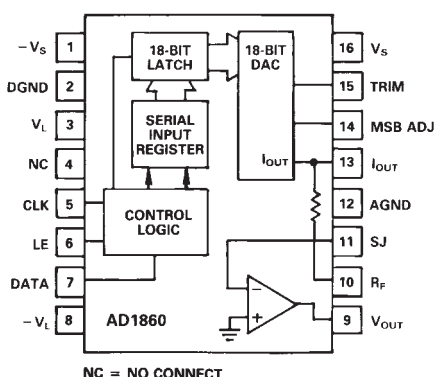 -VS 1
DGND 2
VL 3
NC 4
CLK 5
LE 6
DATA 7
-VL 8
18-BIT
LATCH
SERIAL
INPUT
REGISTER
CONTROL
LOGIC
AD1860
18-BIT
DAC
IOUT
-
+
16 VS
15 TRIM
14 MSB ADJ
13 IOUT
12 AGND
11 SJ
10 RF
9 VOUT
NC = NO CONNECT